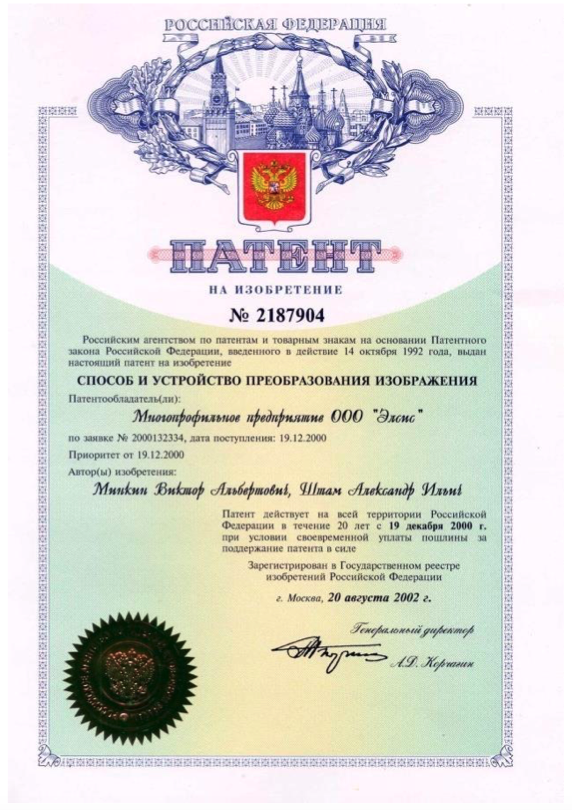 РОССИЙСКАЯ ФЕДЕРАЦИЯ
ПАТЕНТ
НА ИЗОБРЕТЕНИЕ
№ 2187904
Российским агентством по патентам и товарным знакам на основании Патентного
закона Российской Федерации, введенного в действие 14 октября 1992 года, выдан
настоящий патент на изобретение
СПОСОБ И УСТРОЙСТВО ПРЕОБРАЗОВАНИЯ ИЗОБРАЖЕНИЯ
Патентообладатель(ли):
Многопрофильное предприятие ООО "Элсис"
по заявке № 2000132334, дата поступления: 19.12.2000
Приоритет от 19.12.2000
Автор(ы) изобретения:
Минкин Виктор Альбертович, Штам Александр Ильич
Патент действует на всей территории Российской
Федерации в течение 20 лет с 19 декабря 2000 г.
при условии своевременной уплаты пошлины за
поддержание патента в силе
Зарегистрирован в Государственном реестре
изобретений Российской Федерации
г. Москва, 20 августа 2002 г.
Генеральный директор
А.Д. Корчагин